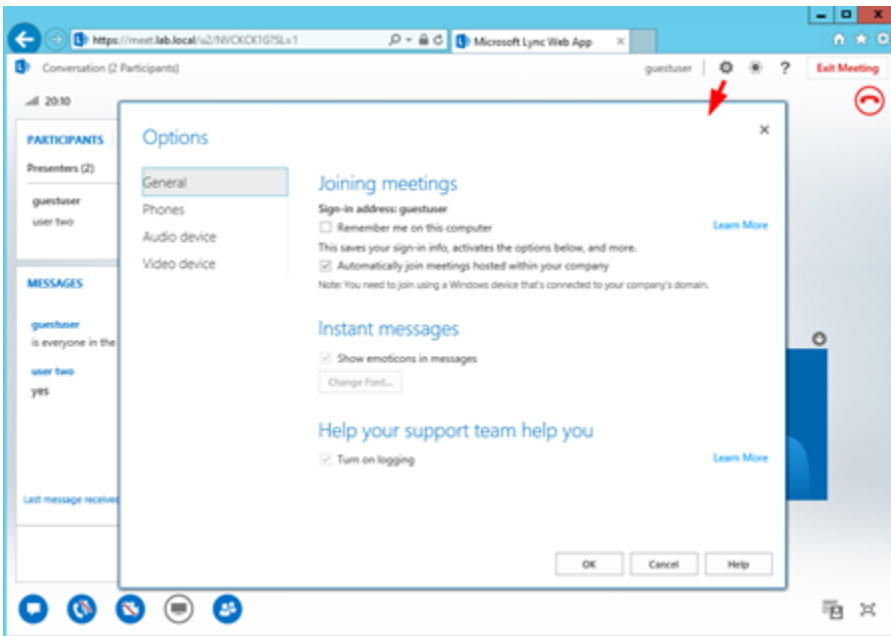 https://meet.lab.local/u2/NVCKCK1G?SL=1
Microsoft Lync Web App
Conversation (2 Participants)
guestuser
?
Exit Meeting
20:10
PARTICIPANTS
Presenters (2)
guestuser
user two
MESSAGES
guestuser
is everyone in the
user two
yes
Last message received
Options
General
Phones
Audio device
Video device
Joining meetings
Sign-in address: guestuser
Remember me on this computer
Learn More
This saves your sign-in info, activates the options below, and more.
Automatically join meetings hosted within your company
Note: You need to join using a Windows device that's connected to your company's domain.
Instant messages
Show emoticons in messages
Change Font...
Help your support team help you
Turn on logging
Learn More
OK
Cancel
Help